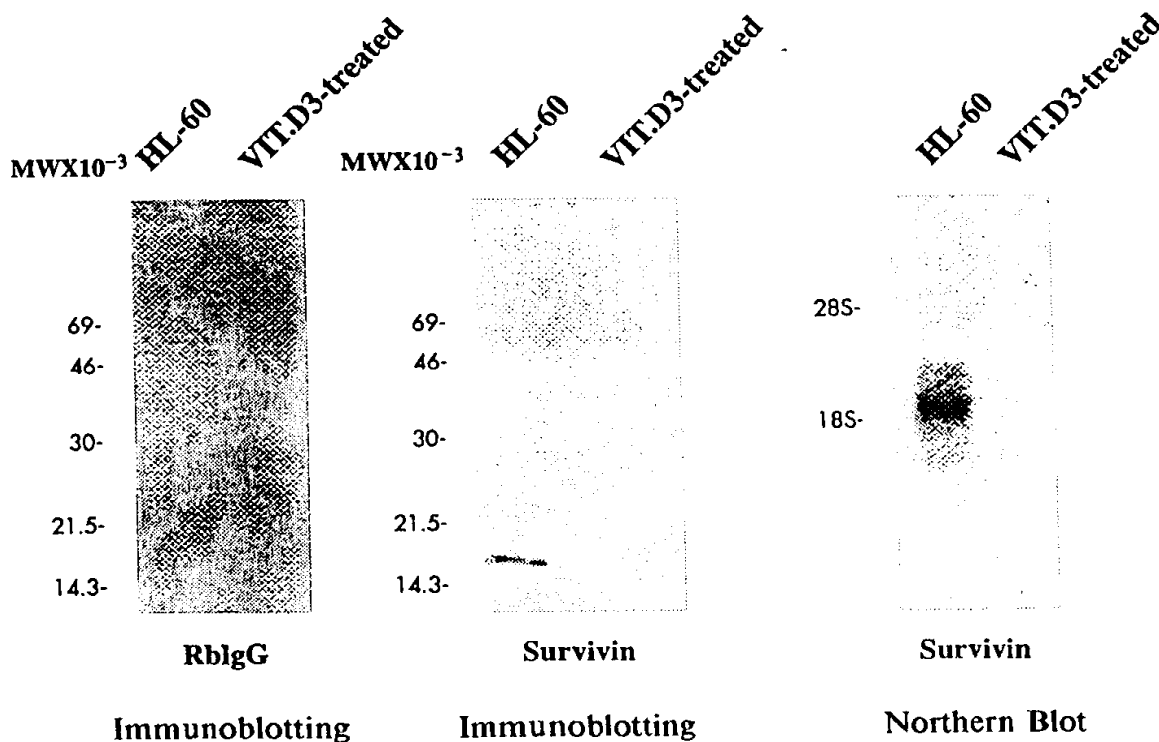 HL-60
VIT.D3-treated
MWX10⁻³
69-
46-
30-
21.5-
14.3-
RbIgG
Immunoblotting
HL-60
VIT.D3-treated
MWX10⁻³
69-
46-
30-
21.5-
14.3-
Survivin
Immunoblotting
HL-60
VIT.D3-treated
28S-
18S-
Survivin
Northern Blot